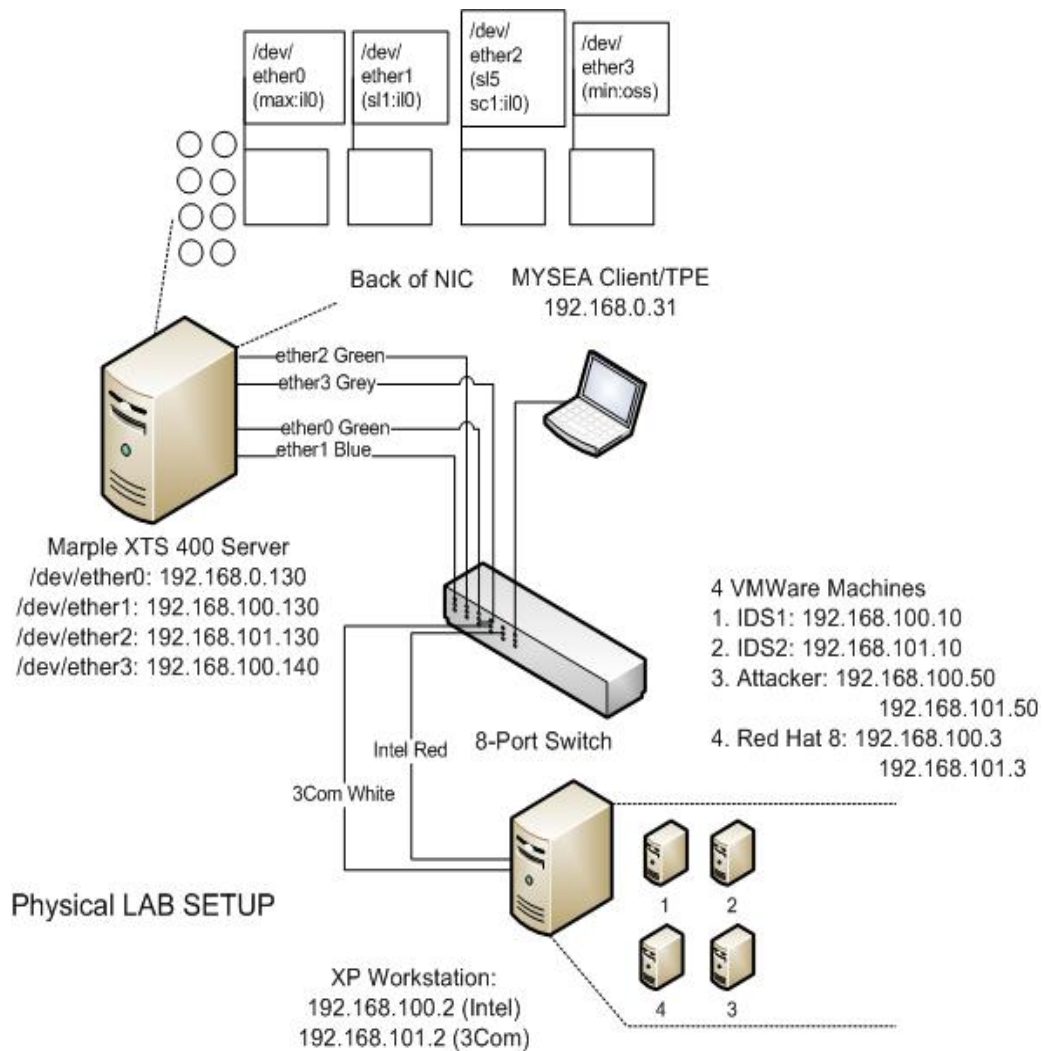 /dev/
ether0
(max:il0)
/dev/
ether1
(sl1:il0)
/dev/
ether2
(sl5
sc1:il0)
/dev/
ether3
(min:oss)
Back of NIC
MYSEA Client/TPE
192.168.0.31
ether2 Green
ether3 Grey
ether0 Green
ether1 Blue
Marple XTS 400 Server
/dev/ether0: 192.168.0.130
/dev/ether1: 192.168.100.130
/dev/ether2: 192.168.101.130
/dev/ether3: 192.168.100.140
4 VMWare Machines
1. IDS1: 192.168.100.10
2. IDS2: 192.168.101.10
3. Attacker: 192.168.100.50
192.168.101.50
4. Red Hat 8: 192.168.100.3
192.168.101.3
8-Port Switch
Intel Red
3Com White
1
2
4
3
Physical LAB SETUP
XP Workstation:
192.168.100.2 (Intel)
192.168.101.2 (3Com)